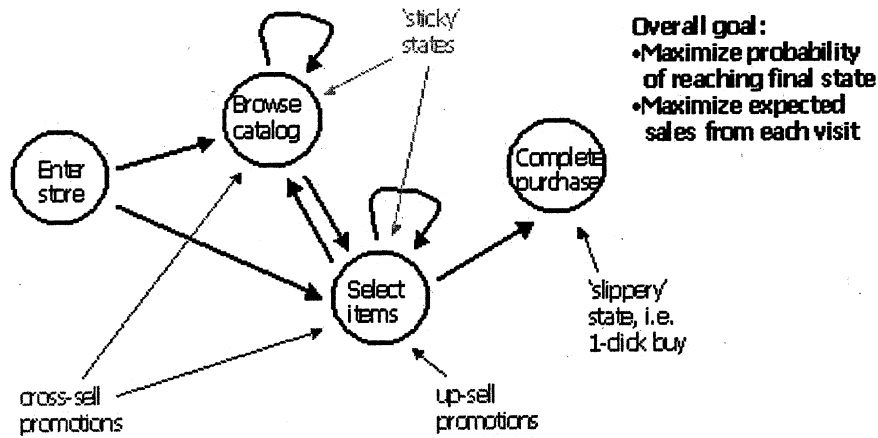 'sticky'
states
Overall goal:
•Maximize probability
of reaching final state
•Maximize expected
sales from each visit
Browse
catalog
Enter
store
Complete
purchase
Select
items
'slippery'
state, i.e.
1-click buy
cross-sell
promotions
up-sell
promotions